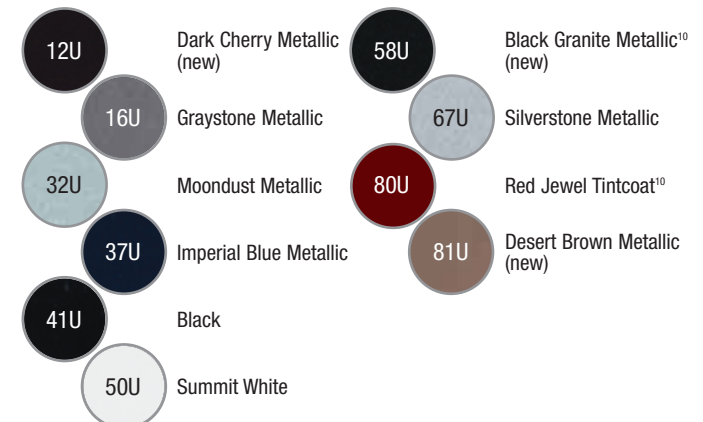 12U
Dark Cherry Metallic
(new)
16U
Graystone Metallic
32U
Moondust Metallic
37U
Imperial Blue Metallic
41U
Black
50U
Summit White
58U
Black Granite Metallic¹⁰
(new)
67U
Silverstone Metallic
80U
Red Jewel Tintcoat¹⁰
81U
Desert Brown Metallic
(new)